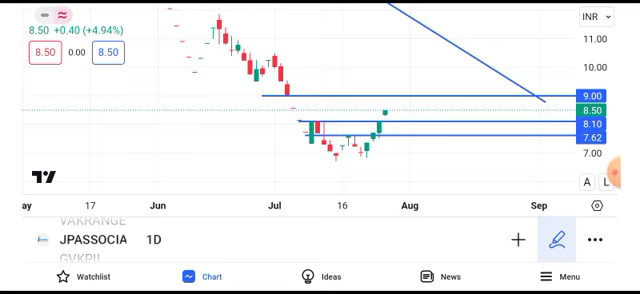 INR
8.50 +0.40 (+4.94%)
8.50 0.00 8.50
11.00
10.00
9.00
8.50
8.10
7.62
7.00
A L
ay 17 Jun Jul 16 Aug Sep
VAKRANGE
JPASSOCIA 1D
GVKPIL
Watchlist Chart Ideas News Menu